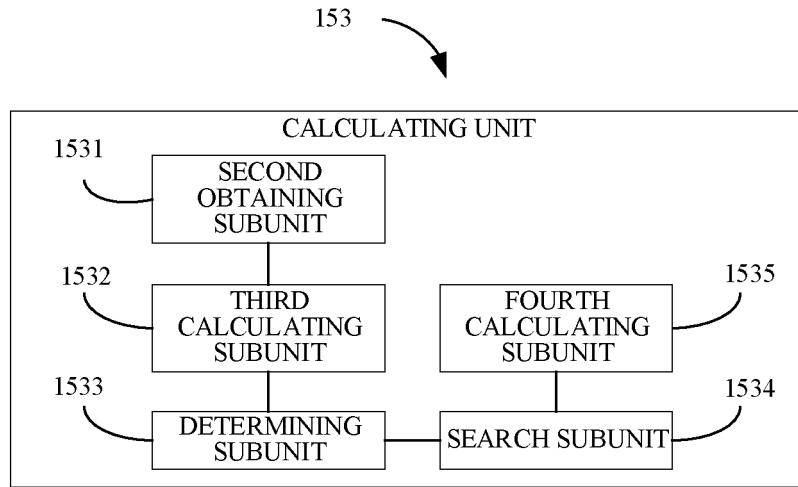 153
CALCULATING UNIT
1531
SECOND
OBTAINING
SUBUNIT
1532
THIRD
CALCULATING
SUBUNIT
FOURTH
CALCULATING
SUBUNIT
1535
1533
DETERMINING
SUBUNIT
SEARCH SUBUNIT
1534